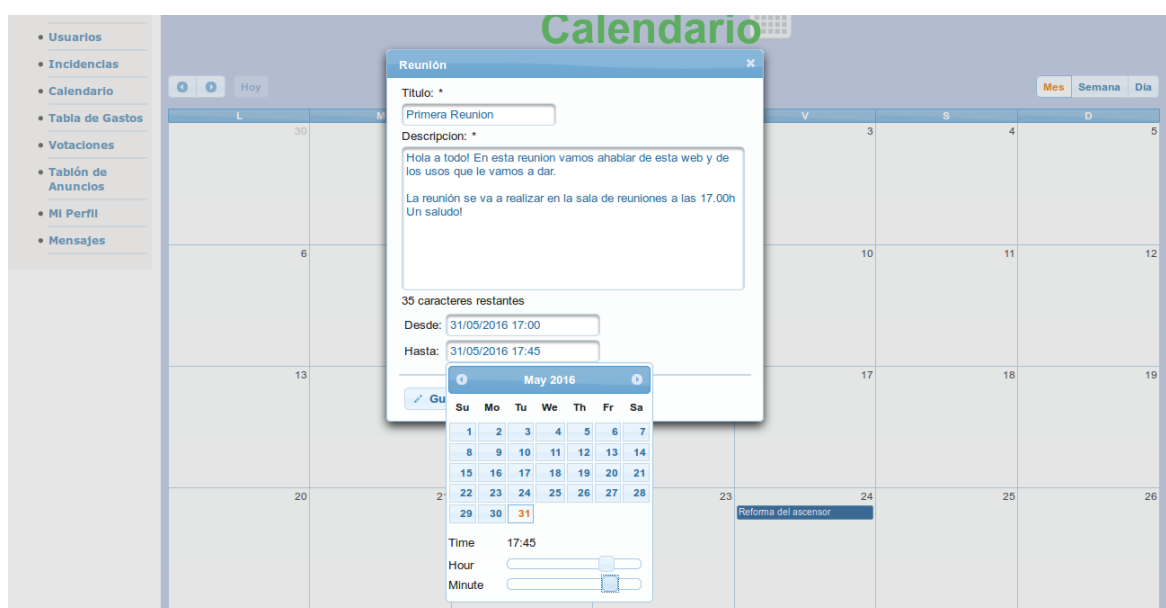 Calendario
Usuarios
Incidencias
Calendario
Tabla de Gastos
Votaciones
Tablón de
Anuncios
Mi Perfil
Mensajes
Hoy
Mes Semana Día
L M V S D
30 3 4 5
6 10 11 12
13 17 18 19
20 21 23 24 25 26
Reforma del ascensor
Reunión
Titulo: *
Primera Reunion
Descripcion: *
Hola a todo! En esta reunion vamos ahablar de esta web y de
los usos que le vamos a dar.
La reunión se va a realizar en la sala de reuniones a las 17.00h
Un saludo!
35 caracteres restantes
Desde: 31/05/2016 17:00
Hasta: 31/05/2016 17:45
Gu
May 2016
Su Mo Tu We Th Fr Sa
1 2 3 4 5 6 7
8 9 10 11 12 13 14
15 16 17 18 19 20 21
22 23 24 25 26 27 28
29 30 31
Time 17:45
Hour
Minute